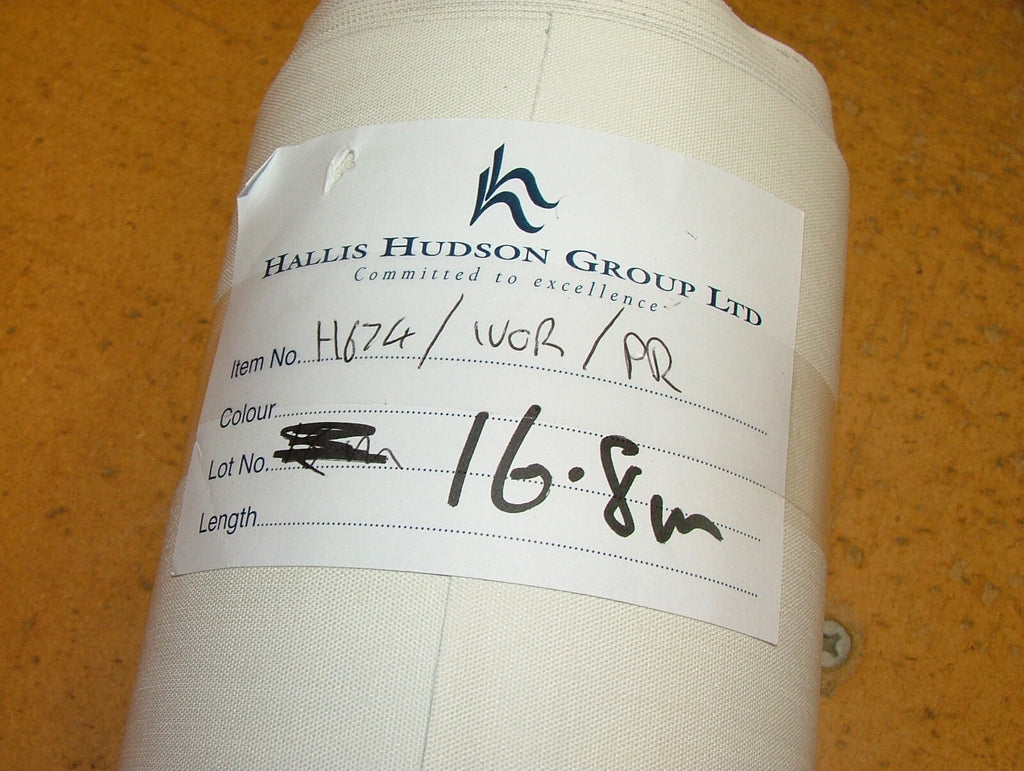 HALLIS HUDSON GROUP LTD
Committed to excellence
Item No. H674/IVOR/PR
Colour
Lot No.
16.8m
Length